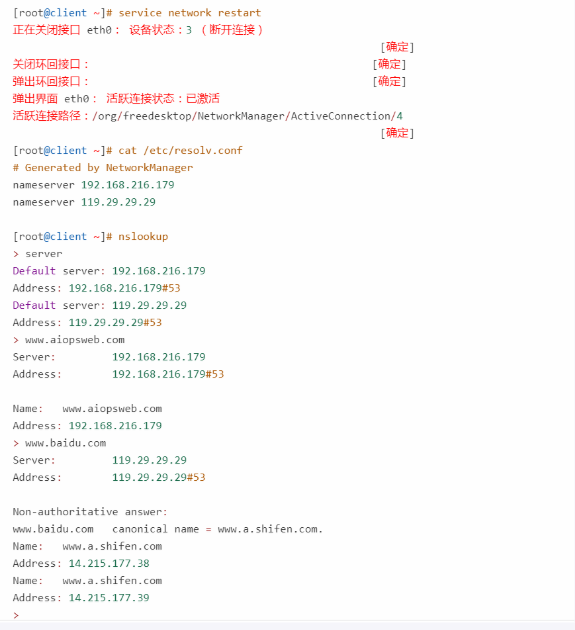 [root@client ~]# service network restart
正在关闭接口 eth0： 设备状态：3 （断开连接）
[确定]
关闭环回接口： [确定]
弹出环回接口： [确定]
弹出界面 eth0： 活跃连接状态：已激活
活跃连接路径：/org/freedesktop/NetworkManager/ActiveConnection/4
[确定]
[root@client ~]# cat /etc/resolv.conf
# Generated by NetworkManager
nameserver 192.168.216.179
nameserver 119.29.29.29
[root@client ~]# nslookup
> server
Default server: 192.168.216.179
Address: 192.168.216.179#53
Default server: 119.29.29.29
Address: 119.29.29.29#53
> www.aiopsweb.com
Server: 192.168.216.179
Address: 192.168.216.179#53
Name: www.aiopsweb.com
Address: 192.168.216.179
> www.baidu.com
Server: 119.29.29.29
Address: 119.29.29.29#53
Non-authoritative answer:
www.baidu.com canonical name = www.a.shifen.com.
Name: www.a.shifen.com
Address: 14.215.177.38
Name: www.a.shifen.com
Address: 14.215.177.39
>